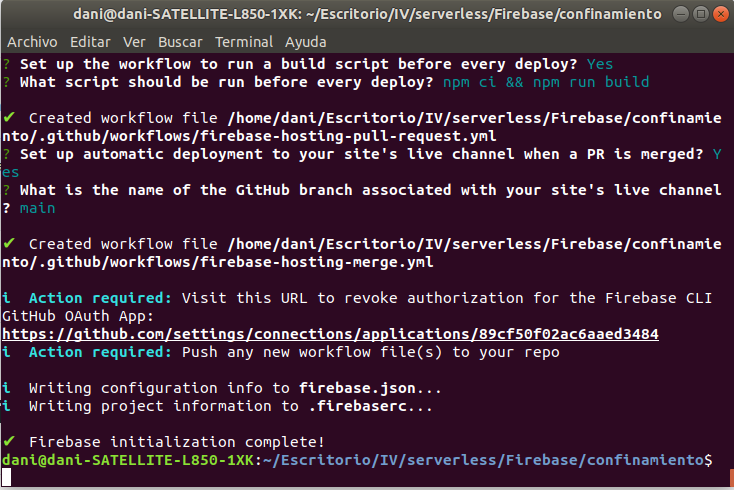 dani@dani-SATELLITE-L850-1XK: ~/Escritorio/IV/serverless/Firebase/confinamiento
Archivo Editar Ver Buscar Terminal Ayuda
? Set up the workflow to run a build script before every deploy? Yes
? What script should be run before every deploy? npm ci && npm run build
✔ Created workflow file /home/dani/Escritorio/IV/serverless/Firebase/confinamie
nto/.github/workflows/firebase-hosting-pull-request.yml
? Set up automatic deployment to your site's live channel when a PR is merged? Y
es
? What is the name of the GitHub branch associated with your site's live channel
? main
✔ Created workflow file /home/dani/Escritorio/IV/serverless/Firebase/confinamie
nto/.github/workflows/firebase-hosting-merge.yml
i Action required: Visit this URL to revoke authorization for the Firebase CLI
GitHub OAuth App:
https://github.com/settings/connections/applications/89cf50f02ac6aaed3484
i Action required: Push any new workflow file(s) to your repo
i Writing configuration info to firebase.json...
i Writing project information to .firebaserc...
✔ Firebase initialization complete!
dani@dani-SATELLITE-L850-1XK:~/Escritorio/IV/serverless/Firebase/confinamiento$